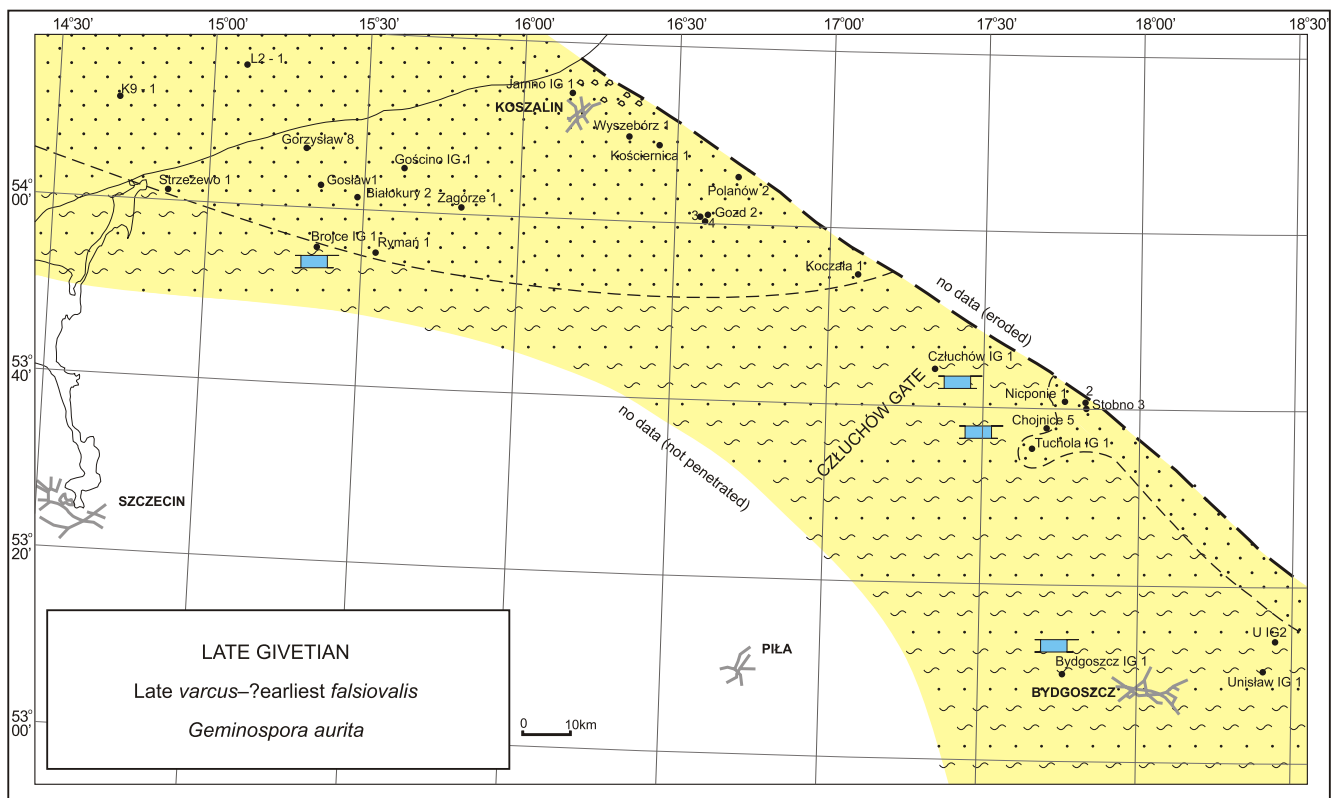 14°30' 15°00' 15°30' 16°00' 16°30' 17°00' 17°30' 18°00' 18°30'
L2 - 1
K9 - 1
Jamno IG 1
KOSZALIN
Wyszebórz 1
Gorzysław 8
Kościernica 1
Gościno IG 1
Strzeżewo 1
Gosław1
Polanów 2
54°
00'
Białokury 2
Zagórze 1
3
Gozd 2
4
Brojce IG 1
Rymań 1
Koczała 1
no data (eroded)
53°
40'
Człuchów IG 1
Nicponie 1
2
Stobno 3
CZŁUCHÓW GATE
Chojnice 5
no data (not penetrated)
Tuchola IG 1
SZCZECIN
53°
20'
U IG2
PIŁA
Bydgoszcz IG 1
Unisław IG 1
BYDGOSZCZ
53°
00'
LATE GIVETIAN
Late varcus–?earliest falsiovalis
Geminospora aurita
0 10km